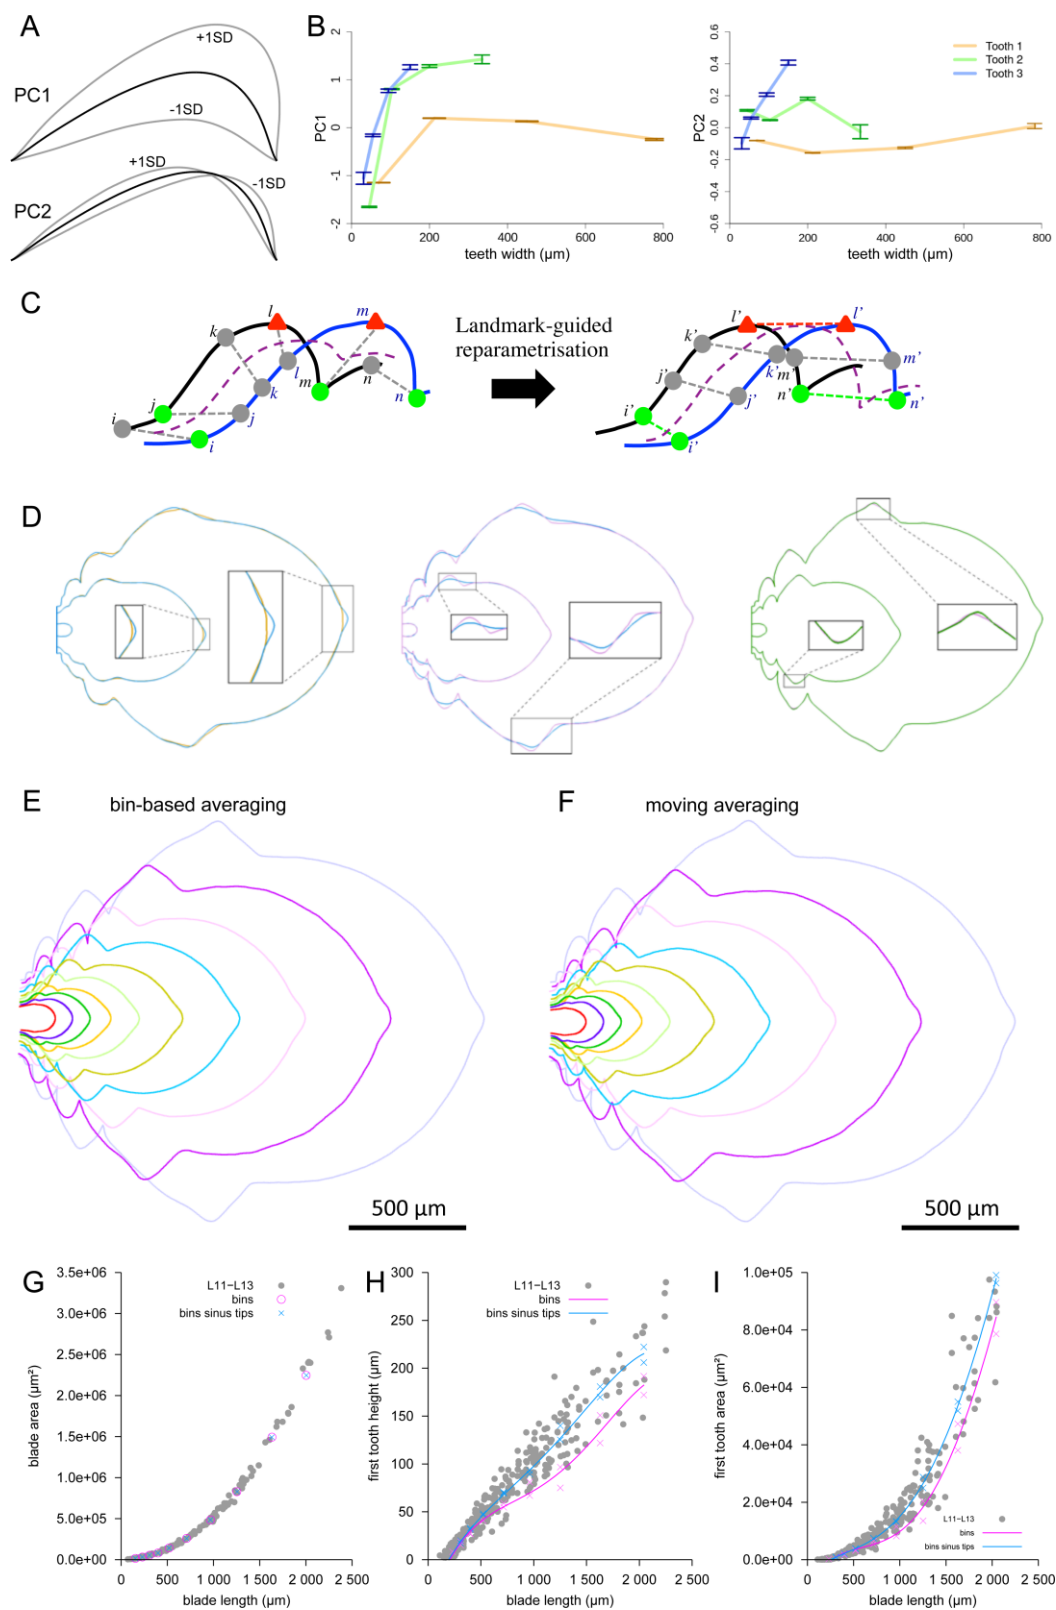 A
+1SD
PC1
-1SD
+1SD
-1SD
PC2
B
2
1
0
-1
-2
PC1
0
200
400
600
800
teeth width (µm)
0.6
0.4
0.2
0.0
-0.2
-0.4
-0.6
PC2
0
200
400
600
800
teeth width (µm)
Tooth 1
Tooth 2
Tooth 3
C
i
j
k
l
m
n
i
j
k
l
m
n
Landmark-guided
reparametrisation
i'
j'
k'
l'
m'
n'
i'
j'
k'
l'
m'
n'
D
E
bin-based averaging
500 µm
F
moving averaging
500 µm
G
3.5e+06
3.0e+06
2.5e+06
2.0e+06
1.5e+06
1.0e+06
5.0e+05
0.0e+00
blade area (µm²)
L11−L13
bins
bins sinus tips
0
500
1 000
1 500
2 000
2 500
blade length (µm)
H
300
250
200
150
100
50
0
first tooth height (µm)
L11−L13
bins
bins sinus tips
0
500
1 000
1 500
2 000
2 500
blade length (µm)
I
1.0e+05
8.0e+04
6.0e+04
4.0e+04
2.0e+04
0.0e+00
first tooth area (µm²)
L11−L13
bins
bins sinus tips
0
500
1 000
1 500
2 000
2 500
blade length (µm)